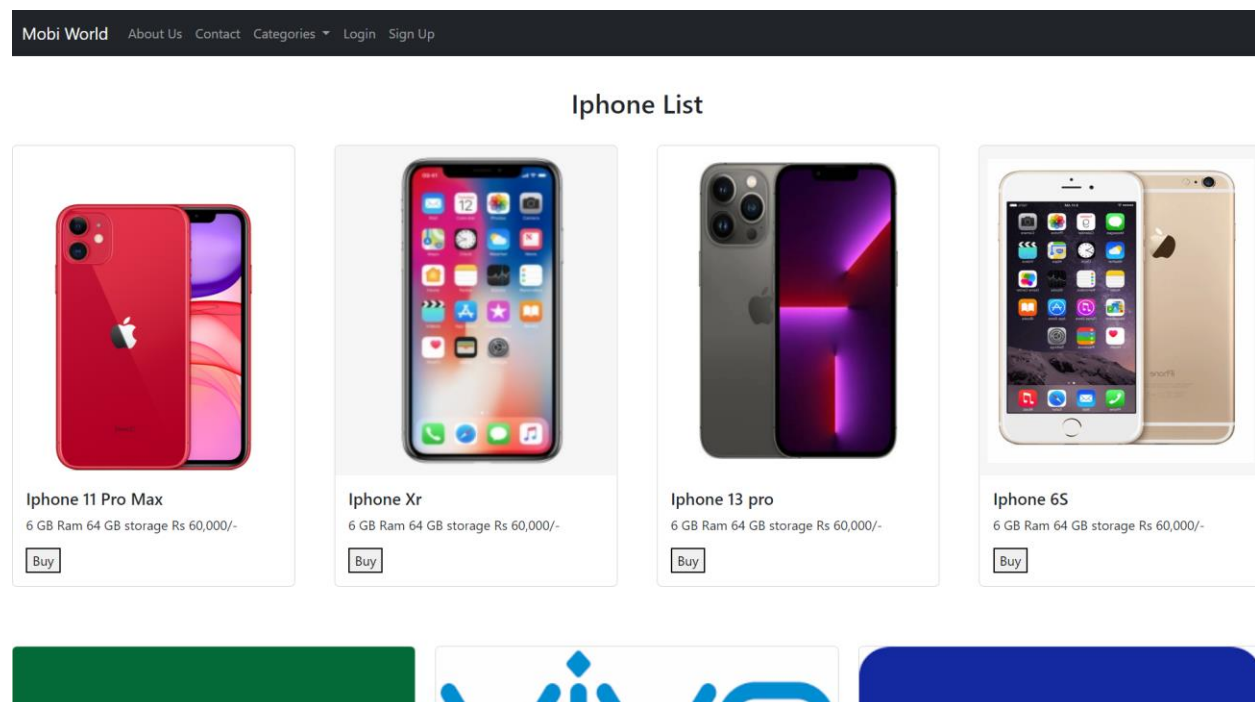 Mobi World About Us Contact Categories Login Sign Up
Iphone List
Iphone 11 Pro Max
6 GB Ram 64 GB storage Rs 60,000/-
Buy
Iphone Xr
6 GB Ram 64 GB storage Rs 60,000/-
Buy
Iphone 13 pro
6 GB Ram 64 GB storage Rs 60,000/-
Buy
Iphone 6S
6 GB Ram 64 GB storage Rs 60,000/-
Buy